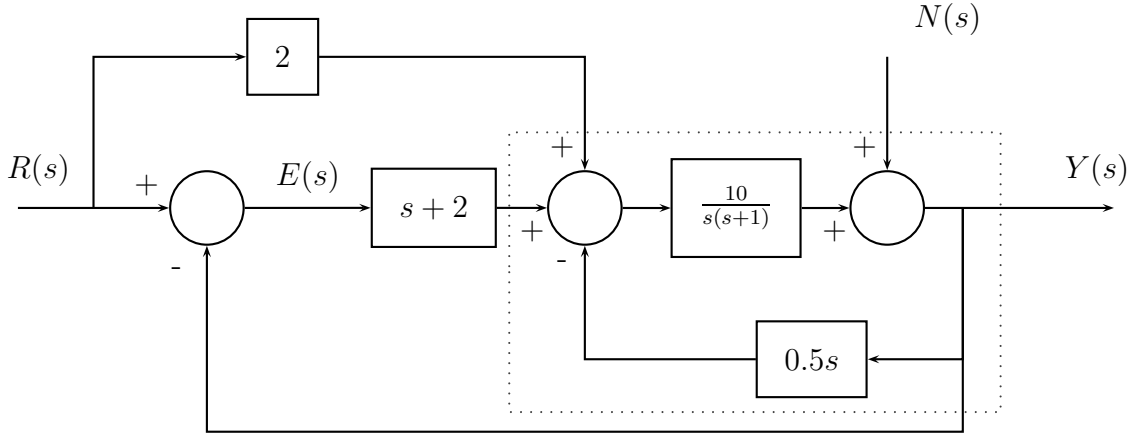 N(s)
2
+
+
R(s)
+
E(s)
s + 2
+
10
s(s+1)
+
Y(s)
-
-
0.5s